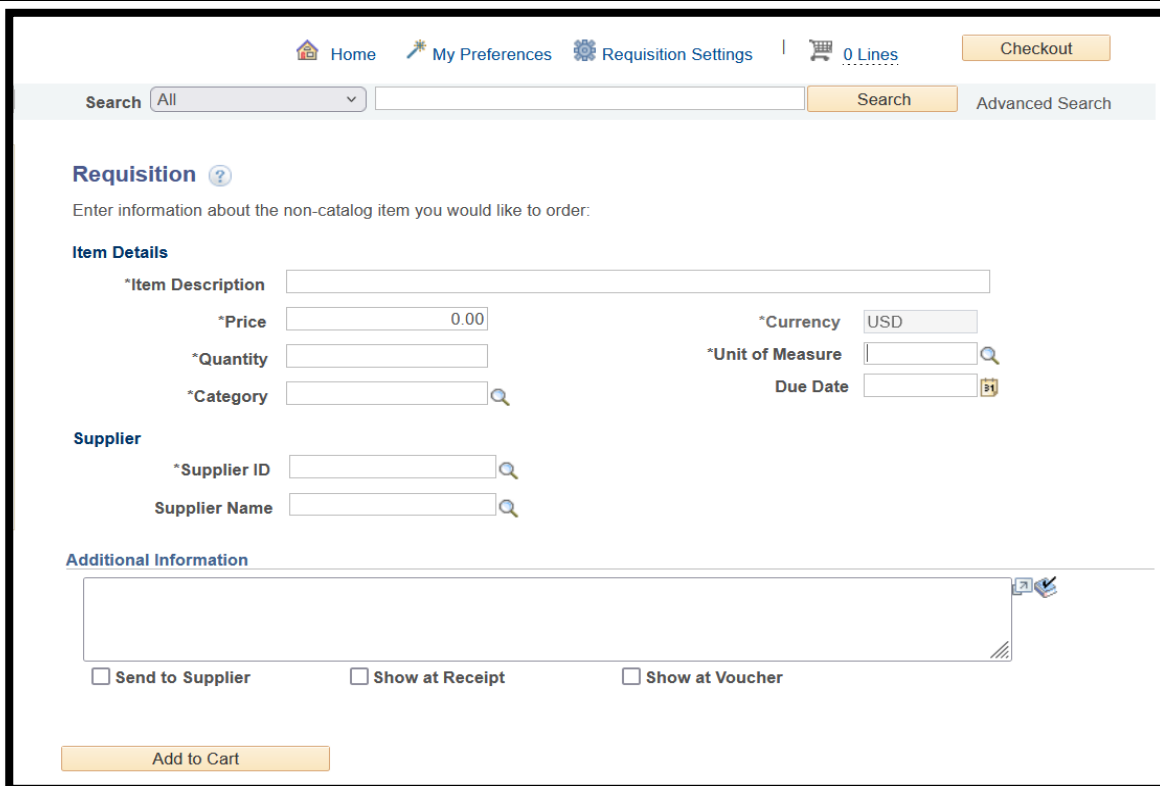 Home My Preferences Requisition Settings | 0 Lines Checkout
Search All Search Advanced Search
Requisition ?
Enter information about the non-catalog item you would like to order:
Item Details
*Item Description
*Price 0.00 *Currency USD
*Quantity *Unit of Measure
*Category Due Date 31
Supplier
*Supplier ID
Supplier Name
Additional Information
Send to Supplier Show at Receipt Show at Voucher
Add to Cart